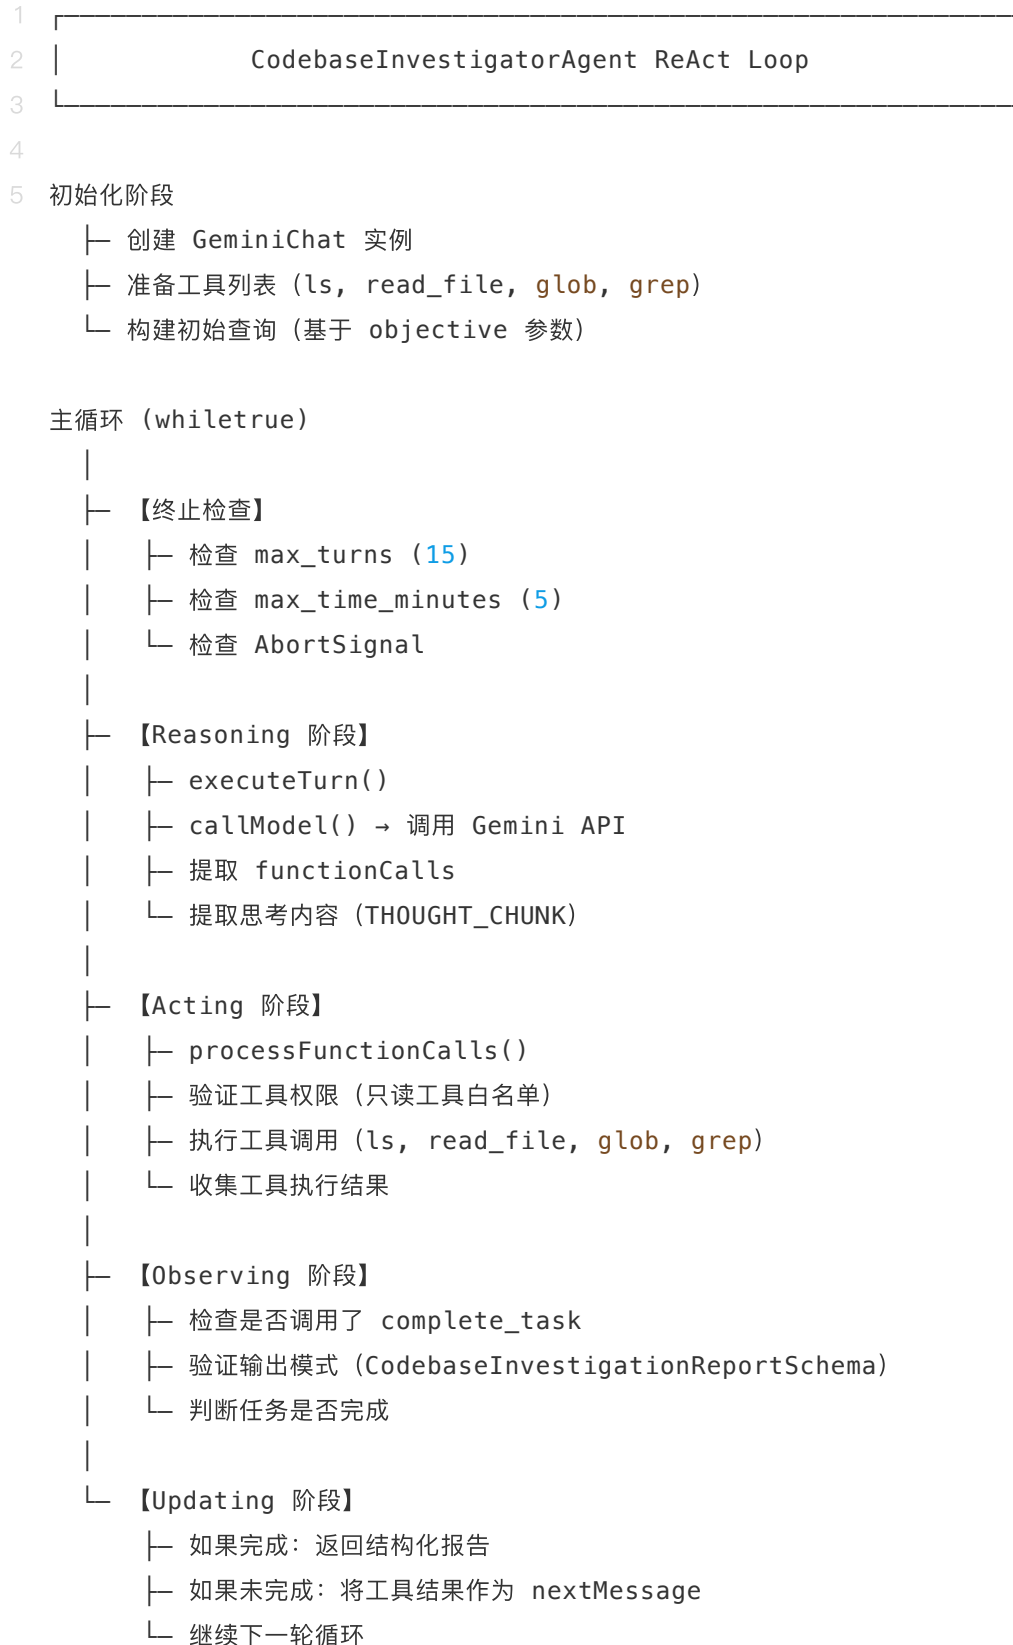 1
2 CodebaseInvestigatorAgent ReAct Loop
3
4
5 初始化阶段
├─ 创建 GeminiChat 实例
├─ 准备工具列表（ls, read_file, glob, grep）
└─ 构建初始查询（基于 objective 参数）
主循环 (whiletrue)
│
├─ 【终止检查】
│   ├─ 检查 max_turns (15)
│   ├─ 检查 max_time_minutes (5)
│   └─ 检查 AbortSignal
│
├─ 【Reasoning 阶段】
│   ├─ executeTurn()
│   ├─ callModel() → 调用 Gemini API
│   ├─ 提取 functionCalls
│   └─ 提取思考内容（THOUGHT_CHUNK）
│
├─ 【Acting 阶段】
│   ├─ processFunctionCalls()
│   ├─ 验证工具权限（只读工具白名单）
│   ├─ 执行工具调用（ls, read_file, glob, grep）
│   └─ 收集工具执行结果
│
├─ 【Observing 阶段】
│   ├─ 检查是否调用了 complete_task
│   ├─ 验证输出模式（CodebaseInvestigationReportSchema）
│   └─ 判断任务是否完成
│
└─ 【Updating 阶段】
    ├─ 如果完成：返回结构化报告
    ├─ 如果未完成：将工具结果作为 nextMessage
    └─ 继续下一轮循环